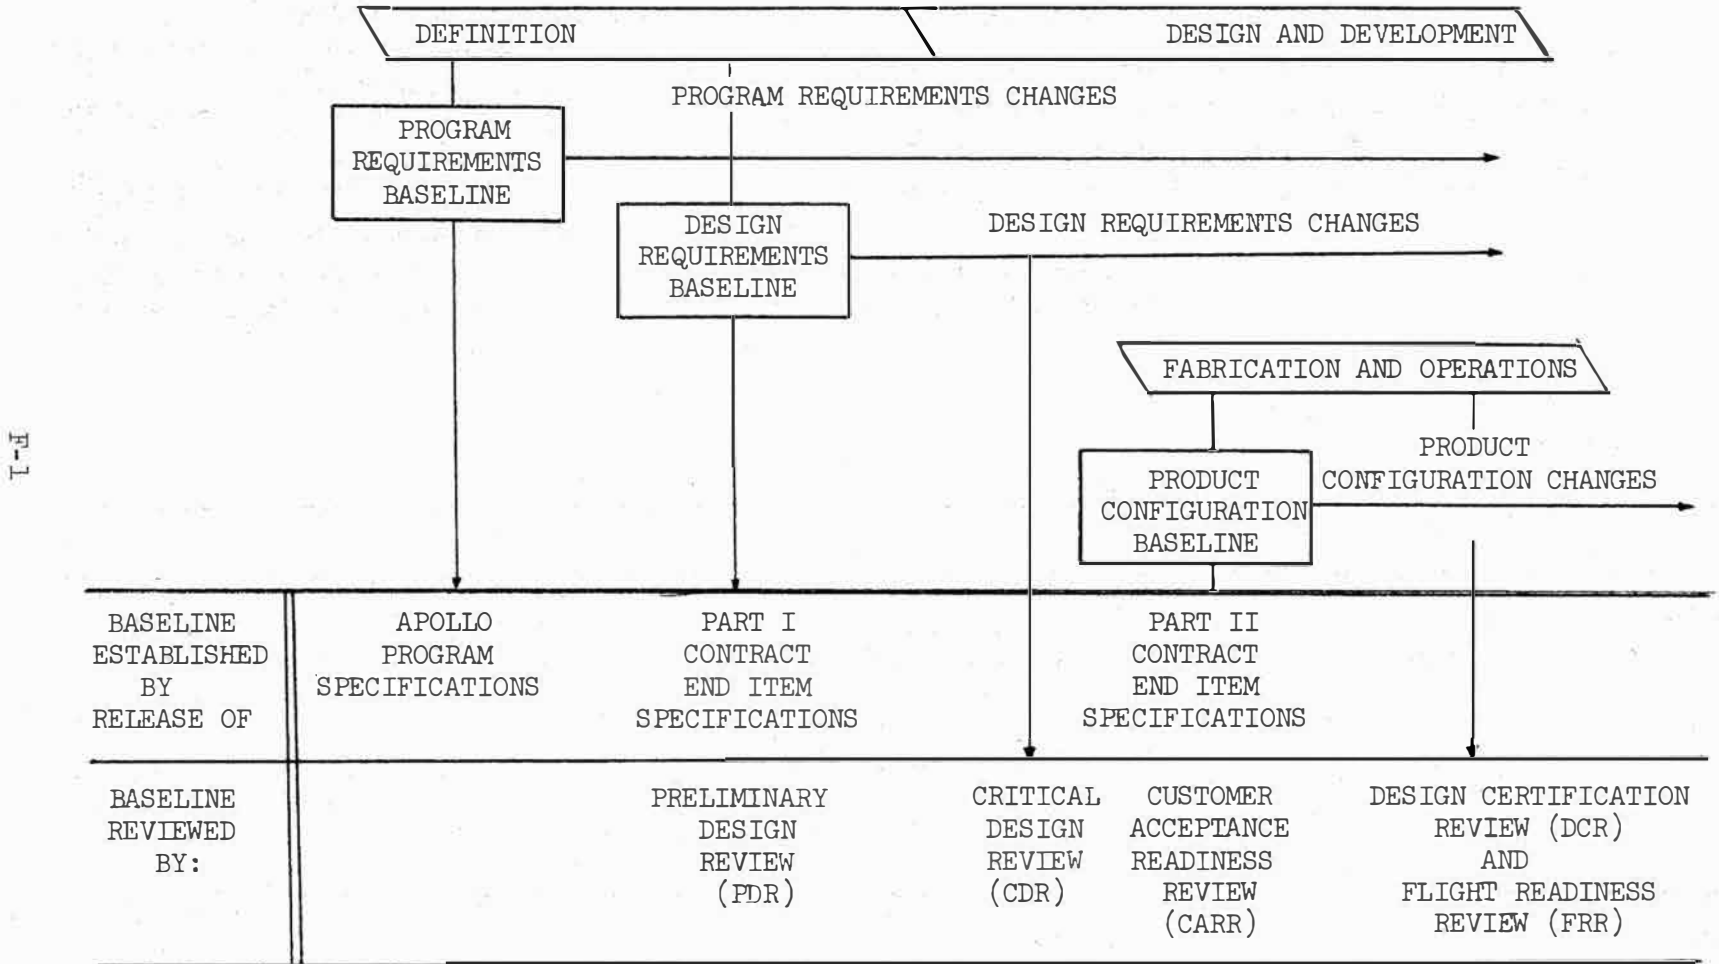 DEFINITION
DESIGN AND DEVELOPMENT
PROGRAM REQUIREMENTS CHANGES
PROGRAM
REQUIREMENTS
BASELINE
DESIGN
REQUIREMENTS
BASELINE
DESIGN REQUIREMENTS CHANGES
FABRICATION AND OPERATIONS
PRODUCT
CONFIGURATION
BASELINE
PRODUCT
CONFIGURATION CHANGES
F-1
BASELINE
ESTABLISHED
BY
RELEASE OF
APOLLO
PROGRAM
SPECIFICATIONS
PART I
CONTRACT
END ITEM
SPECIFICATIONS
PART II
CONTRACT
END ITEM
SPECIFICATIONS
BASELINE
REVIEWED
BY:
PRELIMINARY
DESIGN
REVIEW
(PDR)
CRITICAL
DESIGN
REVIEW
(CDR)
CUSTOMER
ACCEPTANCE
READINESS
REVIEW
(CARR)
DESIGN CERTIFICATION
REVIEW (DCR)
AND
FLIGHT READINESS
REVIEW (FRR)